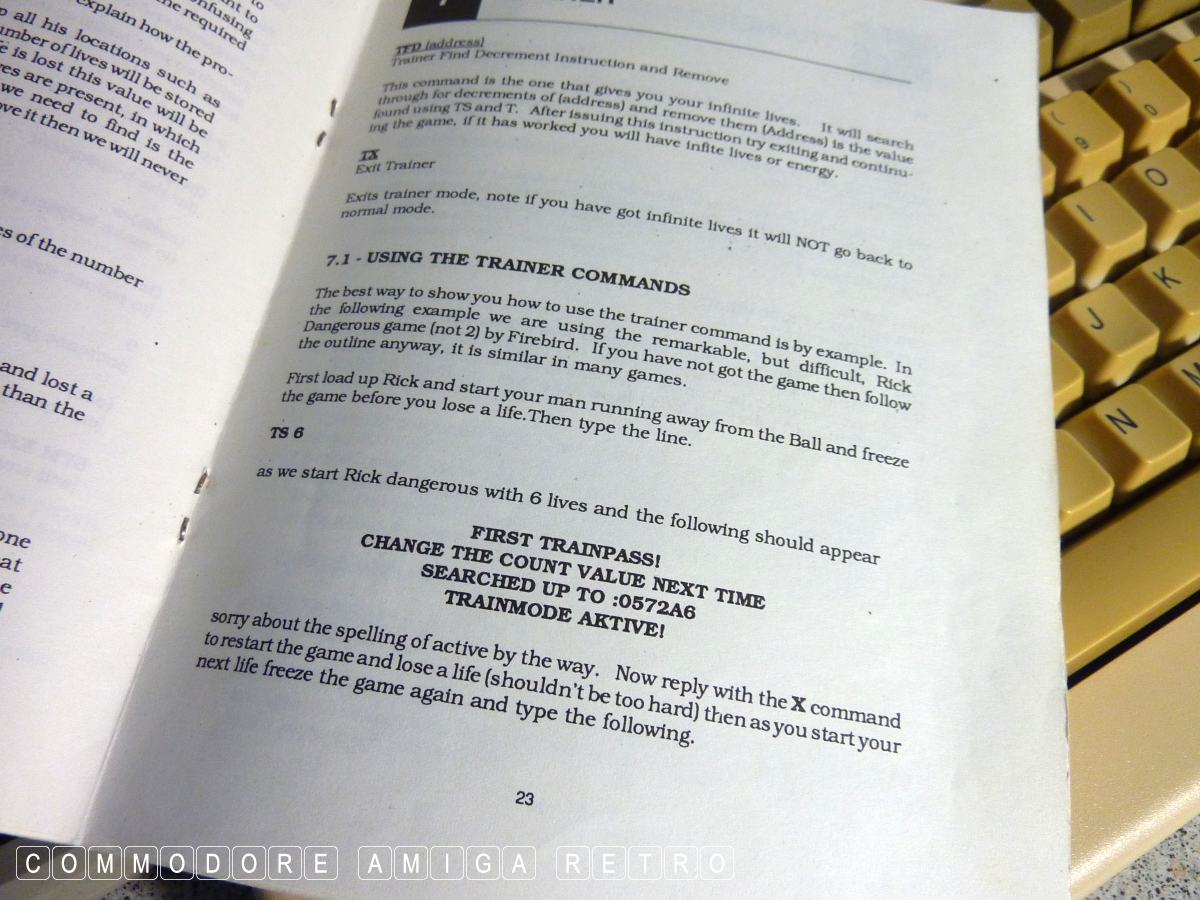 nt to
onfusing
the required
explain how the pro-
p all his locations such as
umber of lives will be stored
e is lost this value will be
ves are present, in which
we need to find is the
ove it then we will never
es of the number
and lost a
than the
one
at
e
7
TFD (address)
Trainer Find Decrement Instruction and Remove
This command is the one that gives you your infinite lives. It will search
through for decrements of (address) and remove them (Address) is the value
found using TS and T. After issuing this instruction try exiting and continu-
ing the game, if it has worked you will have infite lives or energy.
TX
Exit Trainer
Exits trainer mode, note if you have got infinite lives it will NOT go back to
normal mode.
7.1 - USING THE TRAINER COMMANDS
The best way to show you how to use the trainer command is by example. In
the following example we are using the remarkable, but difficult, Rick
Dangerous game (not 2) by Firebird. If you have not got the game then follow
the outline anyway, it is similar in many games.
First load up Rick and start your man running away from the Ball and freeze
the game before you lose a life.Then type the line.
TS 6
as we start Rick dangerous with 6 lives and the following should appear
FIRST TRAINPASS!
CHANGE THE COUNT VALUE NEXT TIME
SEARCHED UP TO :0572A6
TRAINMODE AKTIVE!
sorry about the spelling of active by the way. Now reply with the X command
to restart the game and lose a life (shouldn't be too hard) then as you start your
next life freeze the game again and type the following.
23
)
0
(
9
O
I
K
J
N
M
COMMODORE AMIGA RETRO